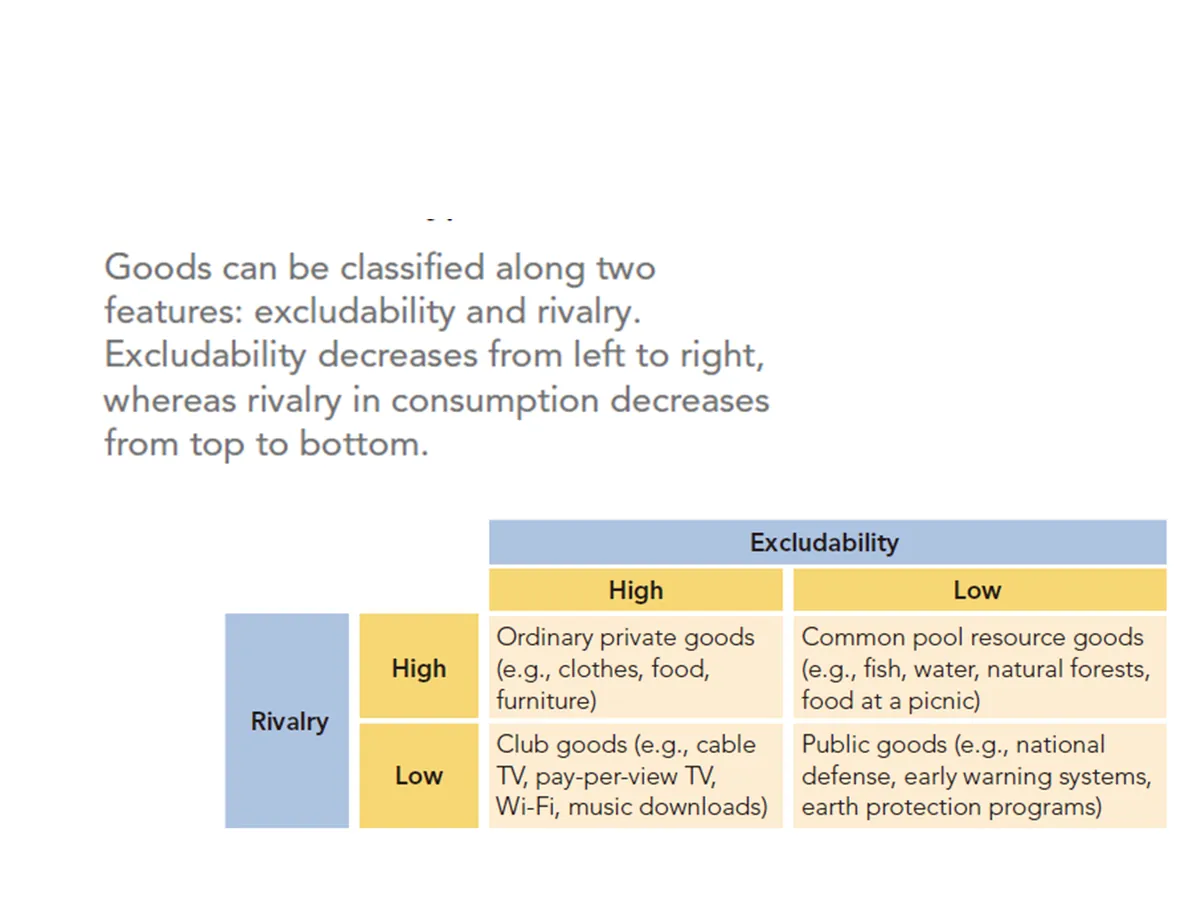 Goods can be classified along two
features: excludability and rivalry.
Excludability decreases from left to right,
whereas rivalry in consumption decreases
from top to bottom.
Excludability
High
Low
Rivalry
High
Ordinary private goods
(e.g., clothes, food,
furniture)
Common pool resource goods
(e.g., fish, water, natural forests,
food at a picnic)
Low
Club goods (e.g., cable
TV, pay-per-view TV,
Wi-Fi, music downloads)
Public goods (e.g., national
defense, early warning systems,
earth protection programs)